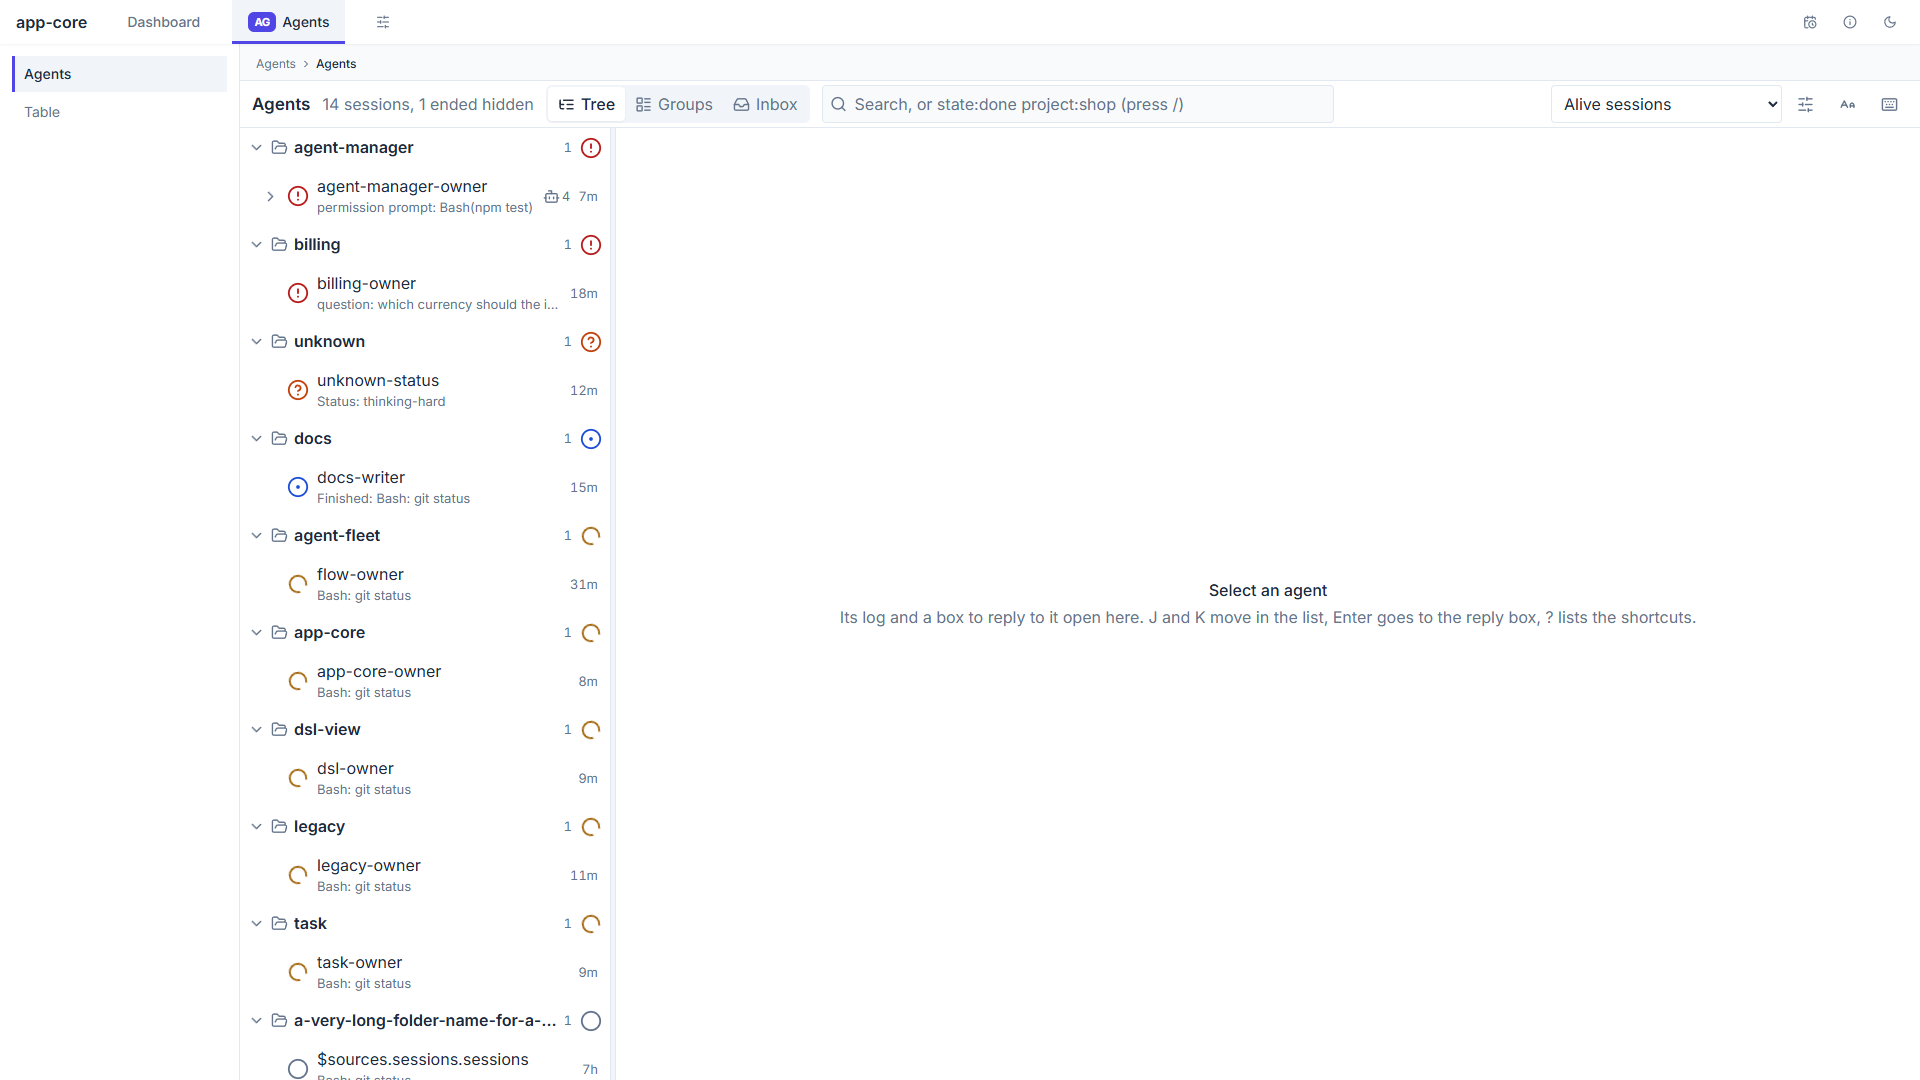 app-core
Dashboard
AG Agents
Agents
Table
Agents > Agents
Agents 14 sessions, 1 ended hidden
Tree
Groups
Inbox
Search, or state:done project:shop (press /)
Alive sessions
Aa
agent-manager 1
agent-manager-owner 4 7m
permission prompt: Bash(npm test)
billing 1
billing-owner 18m
question: which currency should the i...
unknown 1
unknown-status 12m
Status: thinking-hard
docs 1
docs-writer 15m
Finished: Bash: git status
agent-fleet 1
flow-owner 31m
Bash: git status
app-core 1
app-core-owner 8m
Bash: git status
dsl-view 1
dsl-owner 9m
Bash: git status
legacy 1
legacy-owner 11m
Bash: git status
task 1
task-owner 9m
Bash: git status
a-very-long-folder-name-for-a-... 1
$sources.sessions.sessions 7h
Bash: git status
Select an agent
Its log and a box to reply to it open here. J and K move in the list, Enter goes to the reply box, ? lists the shortcuts.